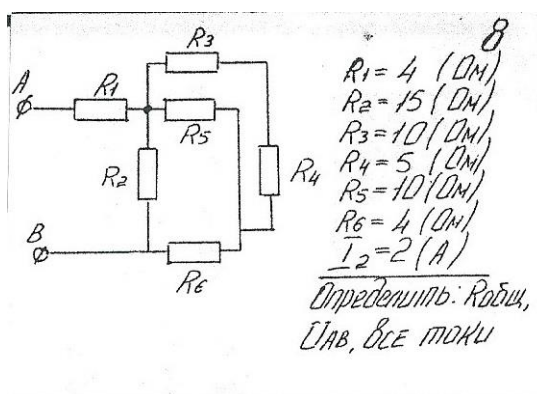 8
R3
A
R1
R5
R2
R4
B
R6
R1 = 4 (Ом)
R2 = 15 (Ом)
R3 = 10 (Ом)
R4 = 5 (Ом)
R5 = 10 (Ом)
R6 = 4 (Ом)
I2 = 2 (А)
Определить: Rобщ,
UАВ, все токи